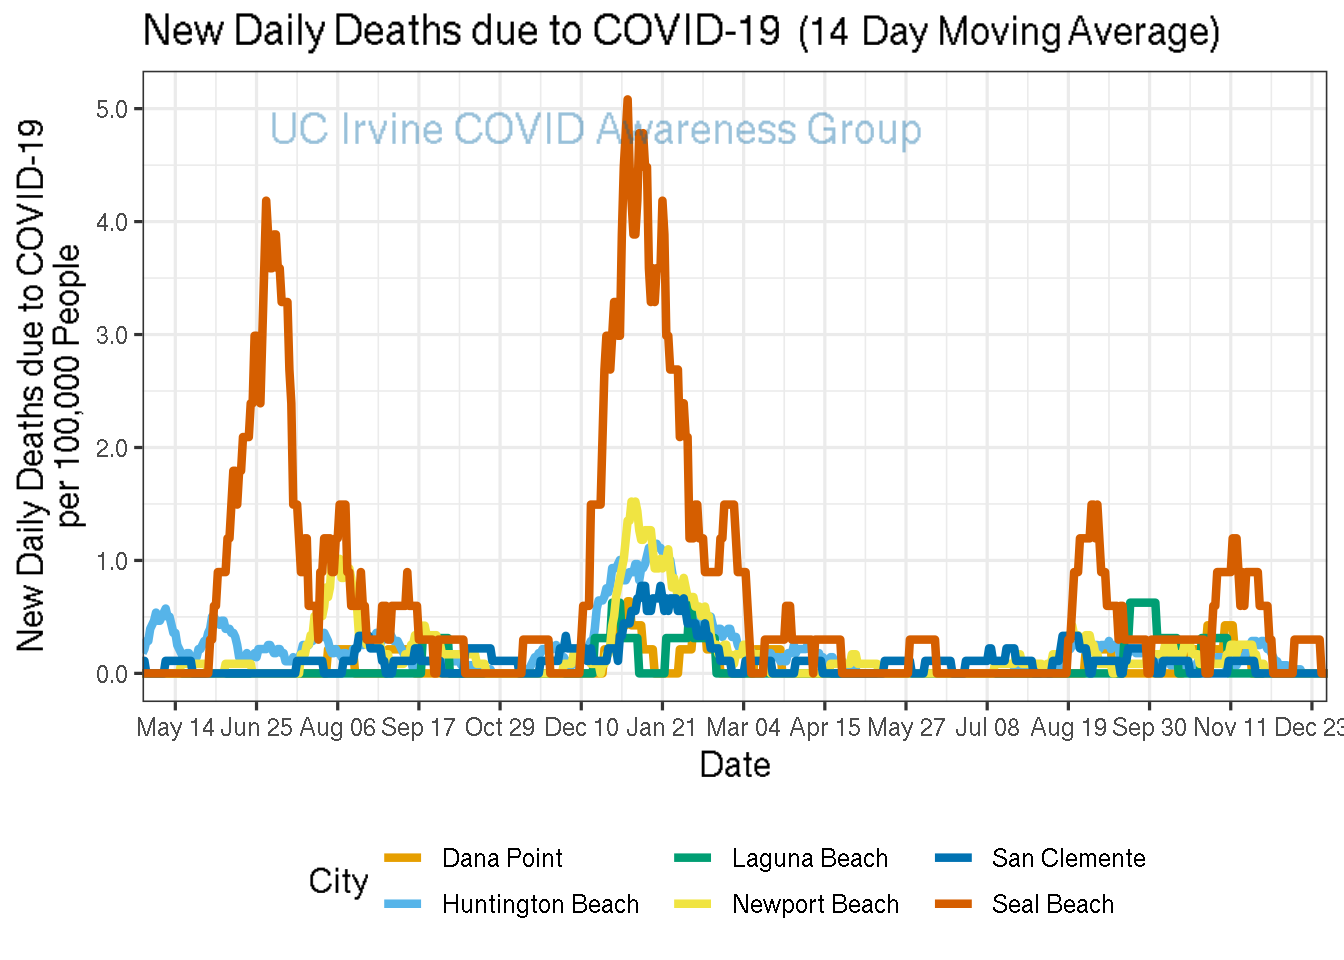 New Daily Deaths due to COVID-19 (14 Day Moving Average)
UC Irvine COVID Awareness Group
New Daily Deaths due to COVID-19
per 100,000 People
5.0
4.0
3.0
2.0
1.0
0.0
May 14 Jun 25 Aug 06 Sep 17 Oct 29 Dec 10 Jan 21 Mar 04 Apr 15 May 27 Jul 08 Aug 19 Sep 30 Nov 11 Dec 23
Date
City
Dana Point Laguna Beach San Clemente
Huntington Beach Newport Beach Seal Beach